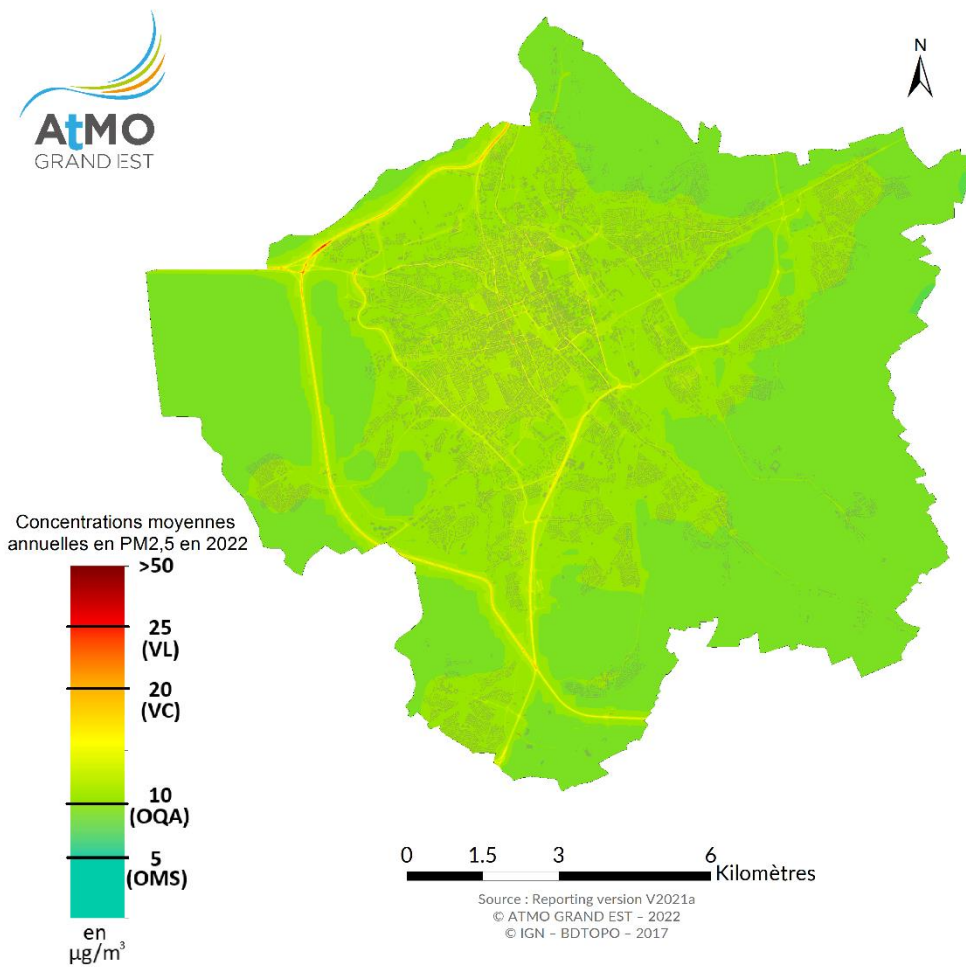 AtMO
GRAND EST
N
Concentrations moyennes
annuelles en PM2,5 en 2022
>50
25
(VL)
20
(VC)
10
(OQA)
5
(OMS)
en
µg/m³
0 1.5 3 6
Kilomètres
Source : Reporting version V2021a
© ATMO GRAND EST – 2022
© IGN – BDTOPO – 2017